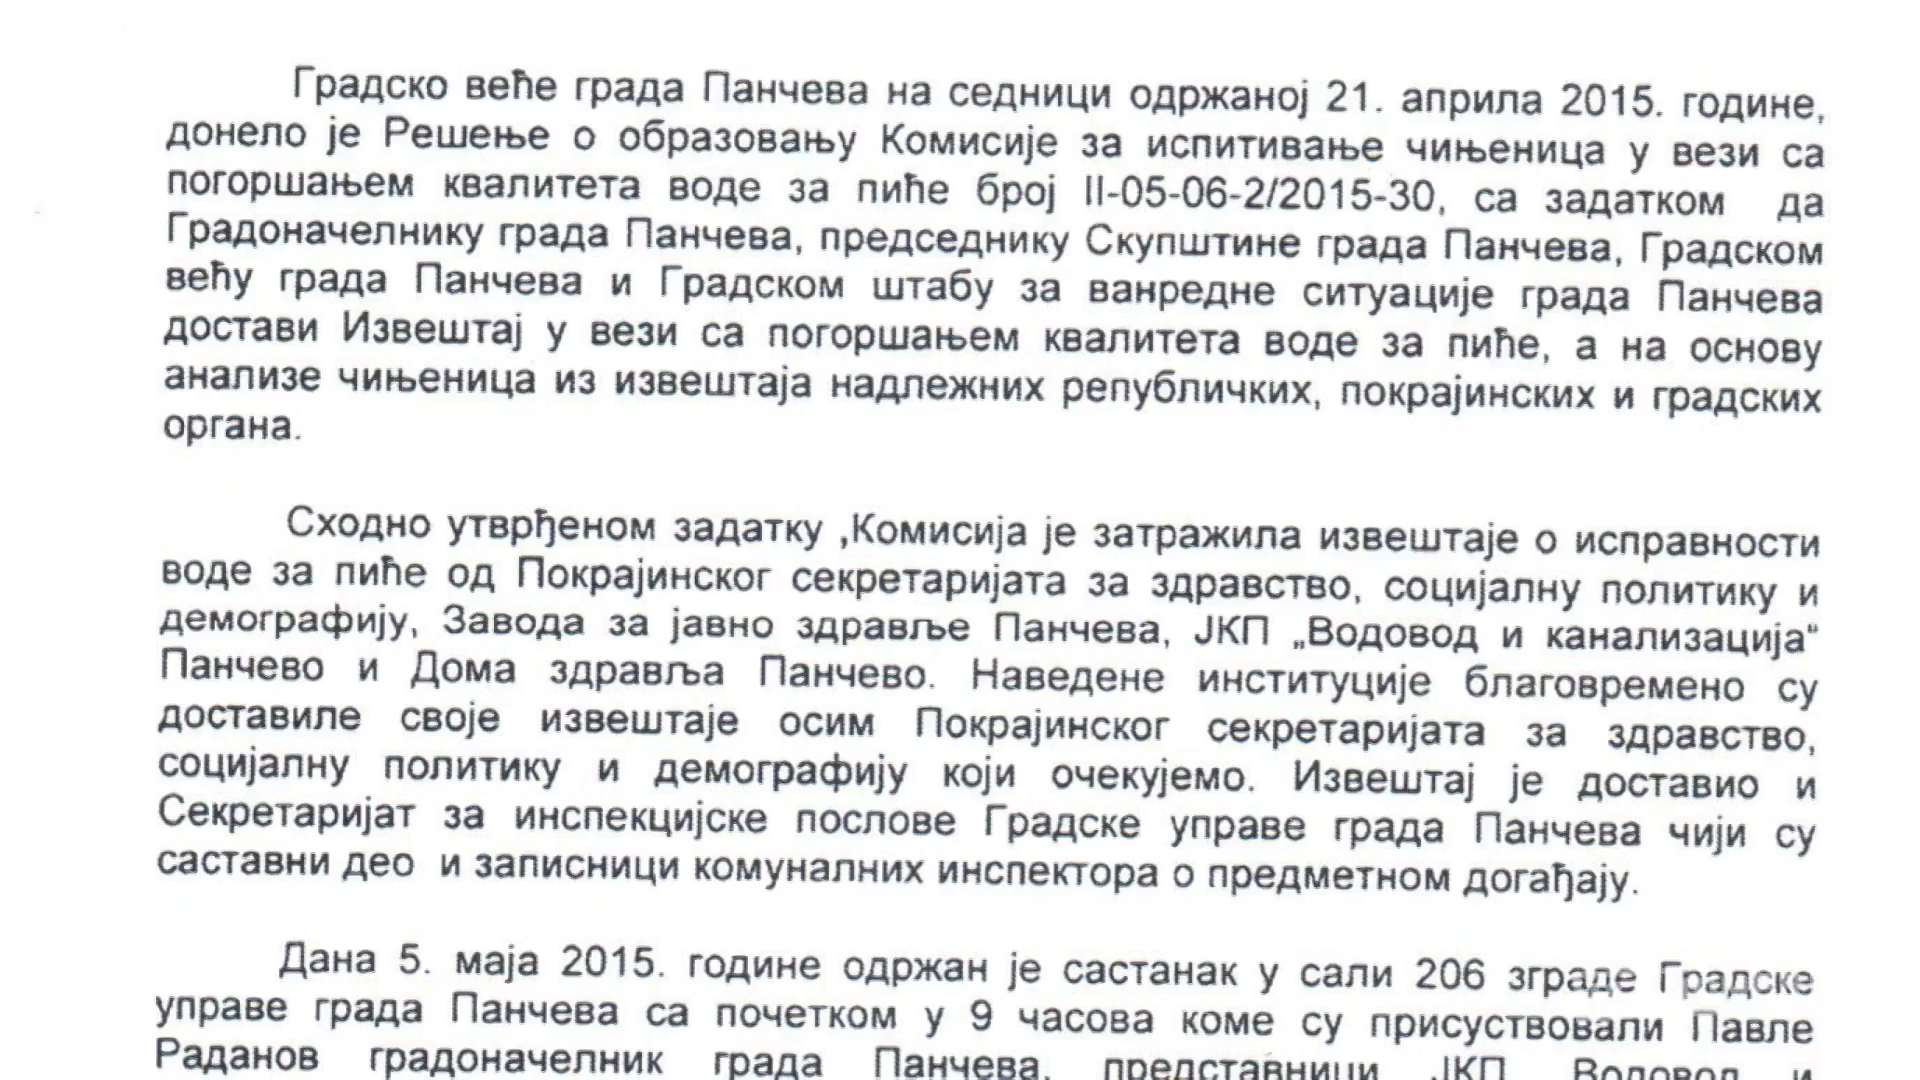 Градско веће града Панчева на седници одржаној 21. априла 2015. године,
донело је Решење о образовању Комисије за испитивање чињеница у вези са
погоршањем квалитета воде за пиће број II-05-06-2/2015-30, са задатком да
Градоначелнику града Панчева, председнику Скупштине града Панчева, Градском
већу града Панчева и Градском штабу за ванредне ситуације града Панчева
достави Извештај у вези са погоршањем квалитета воде за пиће, а на основу
анализе чињеница из извештаја надлежних републичких, покрајинских и градских
органа.
Сходно утврђеном задатку ,Комисија је затражила извештаје о исправности
воде за пиће од Покрајинског секретаријата за здравство, социјалну политику и
демографију, Завода за јавно здравље Панчева, ЈКП „Водовод и канализација“
Панчево и Дома здравља Панчево. Наведене институције благовремено су
доставиле своје извештаје осим Покрајинског секретаријата за здравство,
социјалну политику и демографију који очекујемо. Извештај је доставио и
Секретаријат за инспекцијске послове Градске управе града Панчева чији су
саставни део и записници комуналних инспектора о предметном догађају.
Дана 5. маја 2015. године одржан је састанак у сали 206 зграде Градске
управе града Панчева са почетком у 9 часова коме су присуствовали Павле
Раданов градоначелник града Панчева, представници ЈКП Водовод и